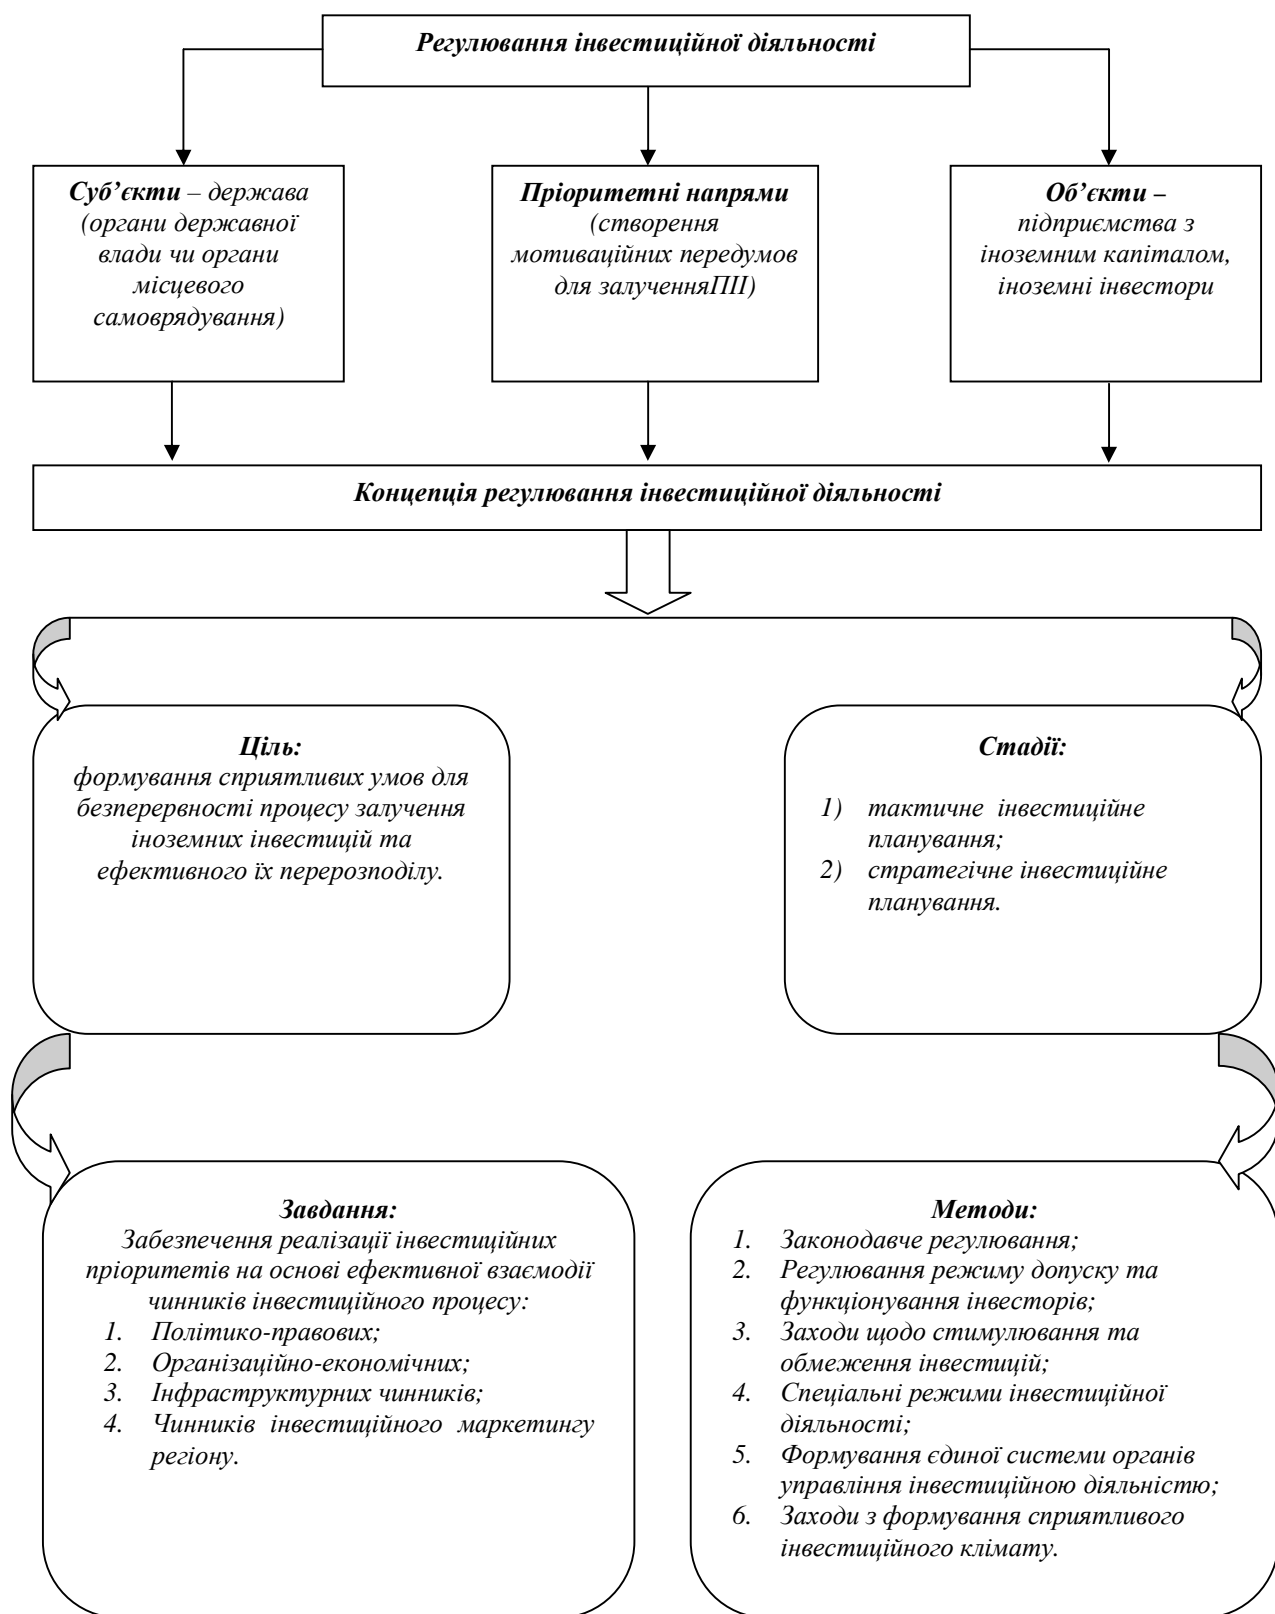 Регулювання інвестиційної діяльності
Суб’єкти – держава
(органи державної
влади чи органи
місцевого
самоврядування)
Пріоритетні напрями
(створення
мотиваційних передумов
для залученняПІІ)
Об’єкти –
підприємства з
іноземним капіталом,
іноземні інвестори
Концепція регулювання інвестиційної діяльності
Ціль:
формування сприятливих умов для
безперервності процесу залучення
іноземних інвестицій та
ефективного їх перерозподілу.
Стадії:
1) тактичне інвестиційне
планування;
2) стратегічне інвестиційне
планування.
Завдання:
Забезпечення реалізації інвестиційних
пріоритетів на основі ефективної взаємодії
чинників інвестиційного процесу:
1. Політико-правових;
2. Організаційно-економічних;
3. Інфраструктурних чинників;
4. Чинників інвестиційного маркетингу
регіону.
Методи:
1. Законодавче регулювання;
2. Регулювання режиму допуску та
функціонування інвесторів;
3. Заходи щодо стимулювання та
обмеження інвестицій;
4. Спеціальні режими інвестиційної
діяльності;
5. Формування єдиної системи органів
управління інвестиційною діяльністю;
6. Заходи з формування сприятливого
інвестиційного клімату.